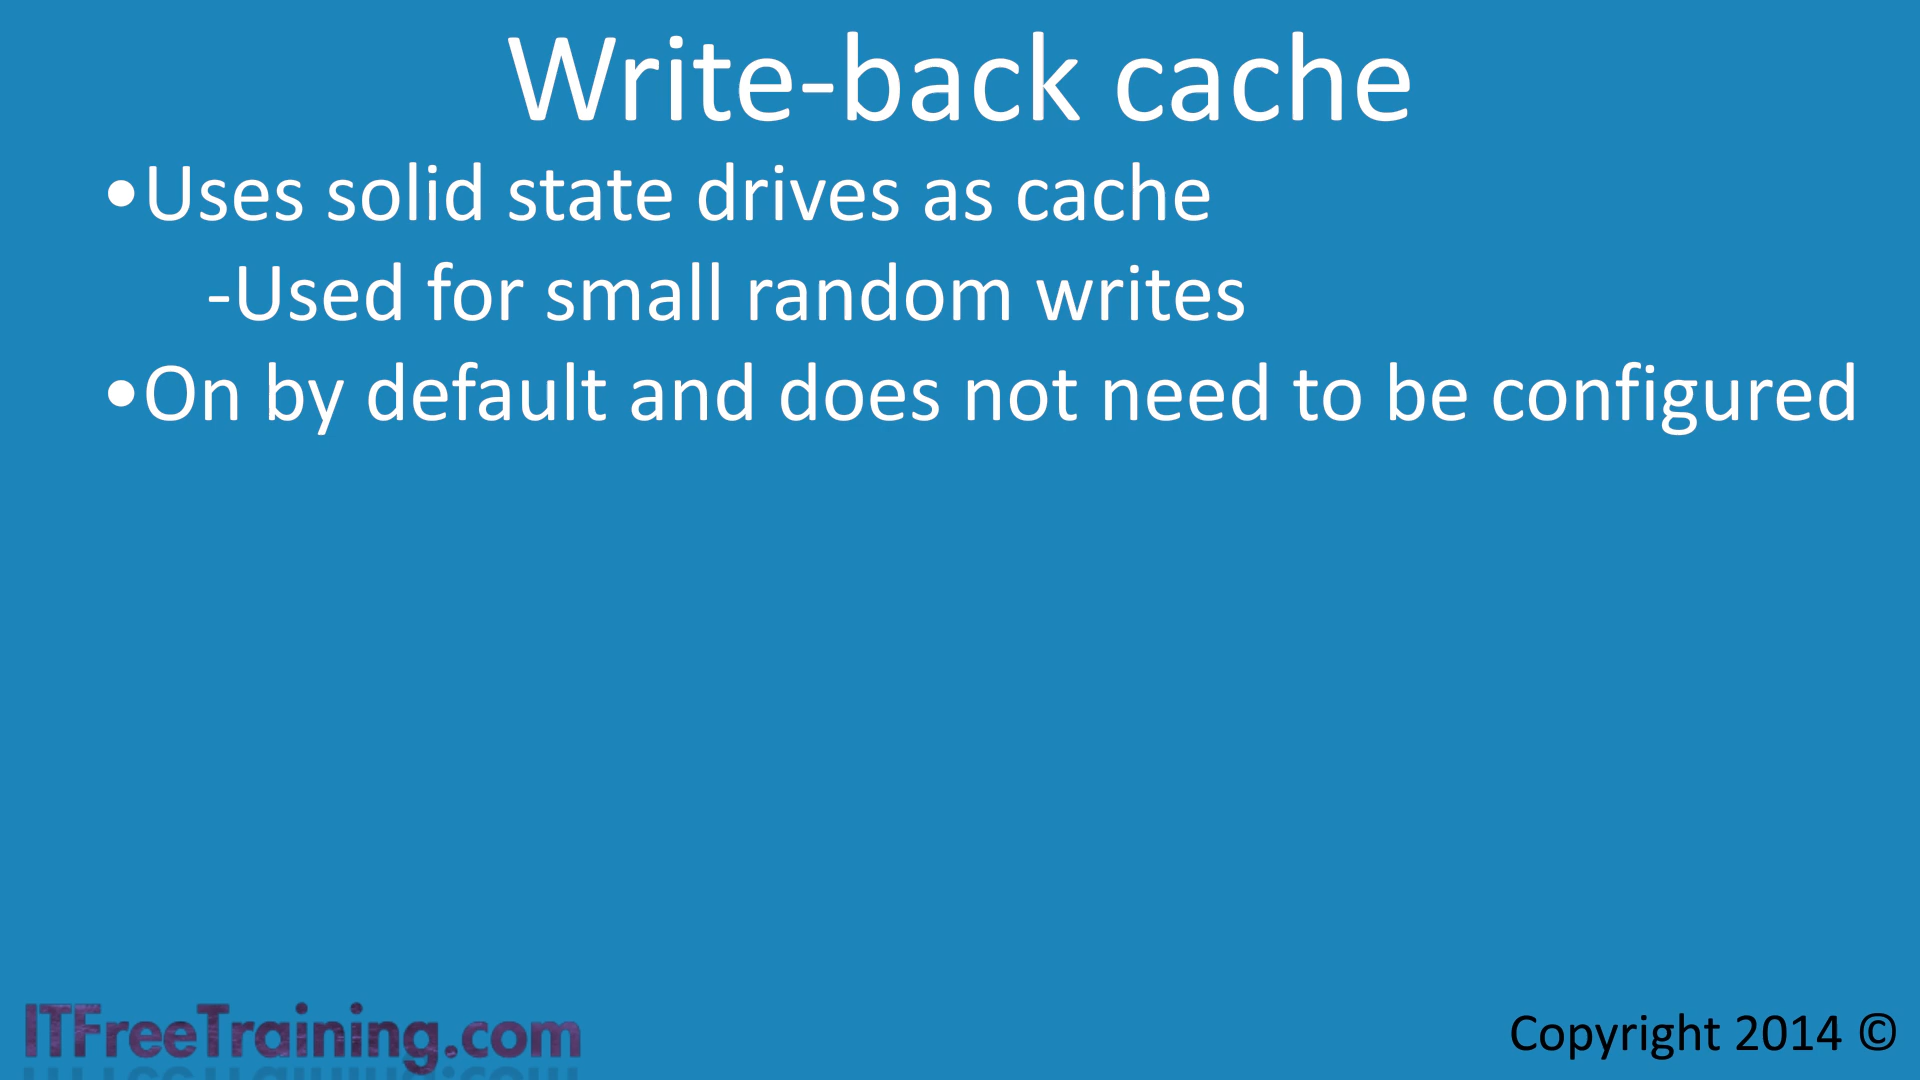 Write-back cache
•Uses solid state drives as cache
-Used for small random writes
•On by default and does not need to be configured
ITFreeTraining.com
Copyright 2014 ©